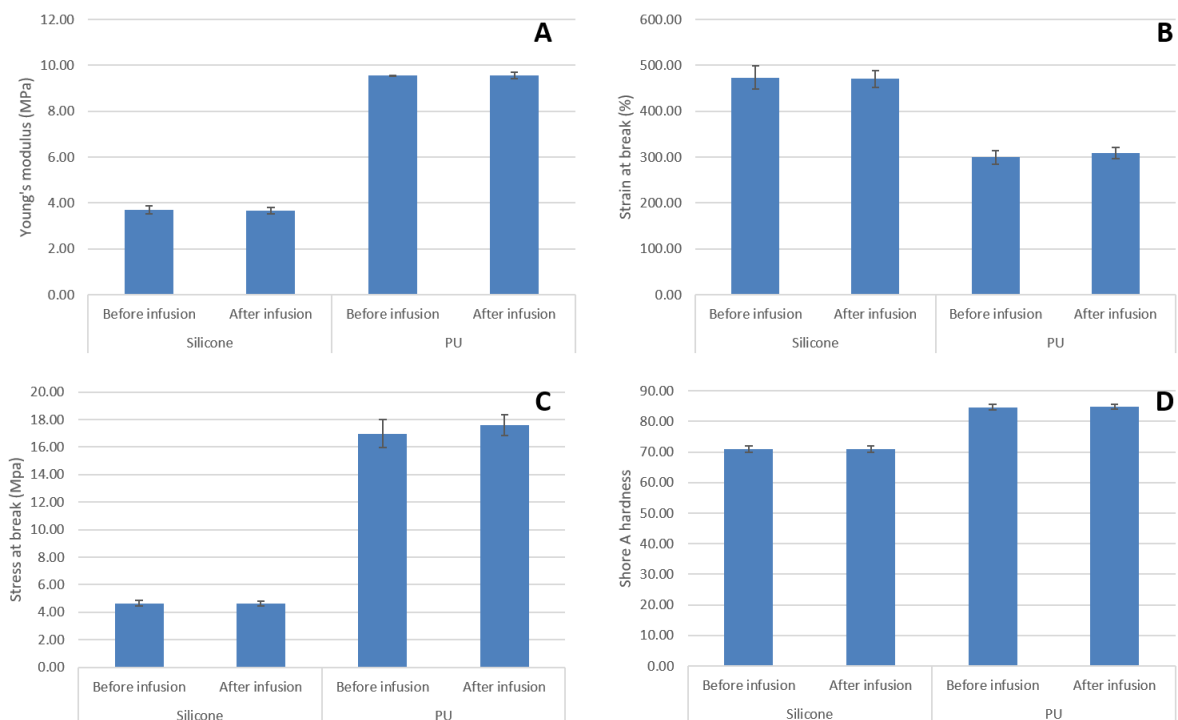 A
Young's modulus (MPa)
12.00
10.00
8.00
6.00
4.00
2.00
0.00
Before infusion After infusion Before infusion After infusion
Silicone PU
B
Strain at break (%)
600.00
500.00
400.00
300.00
200.00
100.00
0.00
Before infusion After infusion Before infusion After infusion
Silicone PU
C
Stress at break (Mpa)
20.00
18.00
16.00
14.00
12.00
10.00
8.00
6.00
4.00
2.00
0.00
Before infusion After infusion Before infusion After infusion
Silicone PU
D
Shore A hardness
90.00
80.00
70.00
60.00
50.00
40.00
30.00
20.00
10.00
0.00
Before infusion After infusion Before infusion After infusion
Silicone PU